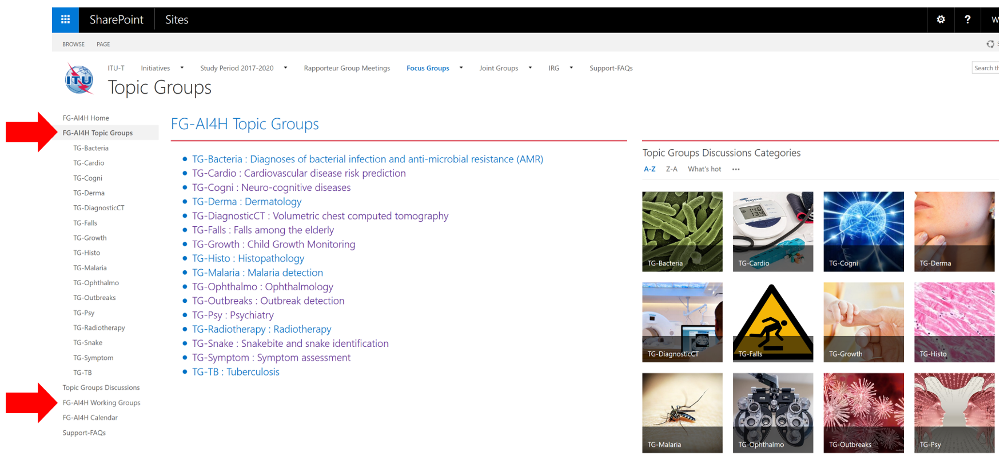 SharePoint Sites ?
BROWSE PAGE
ITU-T Initiatives Study Period 2017-2020 Rapporteur Group Meetings Focus Groups Joint Groups IRG Support-FAQs
ITU
Topic Groups
Search
FG-AI4H Home
FG-AI4H Topic Groups
TG-Bacteria
TG-Cardio
TG-Cogni
TG-Derma
TG-DiagnosticCT
TG-Falls
TG-Growth
TG-Histo
TG-Malaria
TG-Ophthalmo
TG-Outbreaks
TG-Psy
TG-Radiotherapy
TG-Snake
TG-Symptom
TG-TB
Topic Groups Discussions
FG-AI4H Working Groups
FG-AI4H Calendar
Support-FAQs
FG-AI4H Topic Groups
• TG-Bacteria : Diagnoses of bacterial infection and anti-microbial resistance (AMR)
• TG-Cardio : Cardiovascular disease risk prediction
• TG-Cogni : Neuro-cognitive diseases
• TG-Derma : Dermatology
• TG-DiagnosticCT : Volumetric chest computed tomography
• TG-Falls : Falls among the elderly
• TG-Growth : Child Growth Monitoring
• TG-Histo : Histopathology
• TG-Malaria : Malaria detection
• TG-Ophthalmo : Ophthalmology
• TG-Outbreaks : Outbreak detection
• TG-Psy : Psychiatry
• TG-Radiotherapy : Radiotherapy
• TG-Snake : Snakebite and snake identification
• TG-Symptom : Symptom assessment
• TG-TB : Tuberculosis
Topic Groups Discussions Categories
A-Z Z-A What's hot •••
TG-Bacteria TG-Cardio TG-Cogni TG-Derma
TG-DiagnosticCT TG-Falls TG-Growth TG-Histo
TG-Malaria TG-Ophthalmo TG-Outbreaks TG-Psy